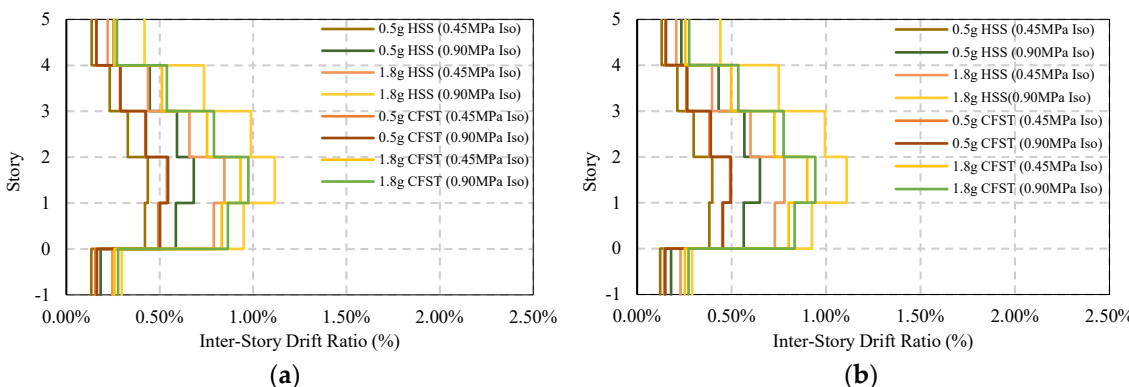 5
4
3
2
1
0
-1
Story
0.00%
0.50%
1.00%
1.50%
2.00%
2.50%
Inter-Story Drift Ratio (%)
0.5g HSS (0.45MPa Iso)
0.5g HSS (0.90MPa Iso)
1.8g HSS (0.45MPa Iso)
1.8g HSS (0.90MPa Iso)
0.5g CFST (0.45MPa Iso)
0.5g CFST (0.90MPa Iso)
1.8g CFST (0.45MPa Iso)
1.8g CFST (0.90MPa Iso)
(a)
5
4
3
2
1
0
-1
Story
0.00%
0.50%
1.00%
1.50%
2.00%
2.50%
Inter-Story Drift Ratio (%)
0.5g HSS (0.45MPa Iso)
0.5g HSS (0.90MPa Iso)
1.8g HSS (0.45MPa Iso)
1.8g HSS(0.90MPa Iso)
0.5g CFST (0.45MPa Iso)
0.5g CFST (0.90MPa Iso)
1.8g CFST (0.45MPa Iso)
1.8g CFST (0.90MPa Iso)
(b)